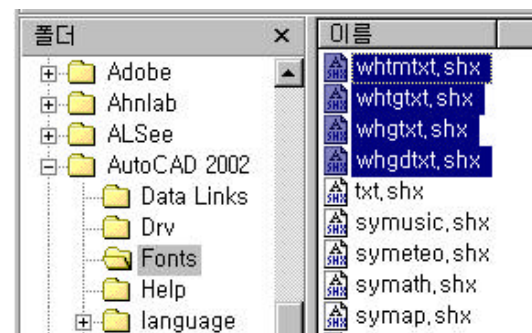 폴더
Adobe
Ahnlab
ALSee
AutoCAD 2002
Data Links
Drv
Fonts
Help
language
이름
whtmtxt.shx
whtgtxt.shx
whgtxt.shx
whgdtxt.shx
txt.shx
symusic.shx
symeteo.shx
symath.shx
symap.shx